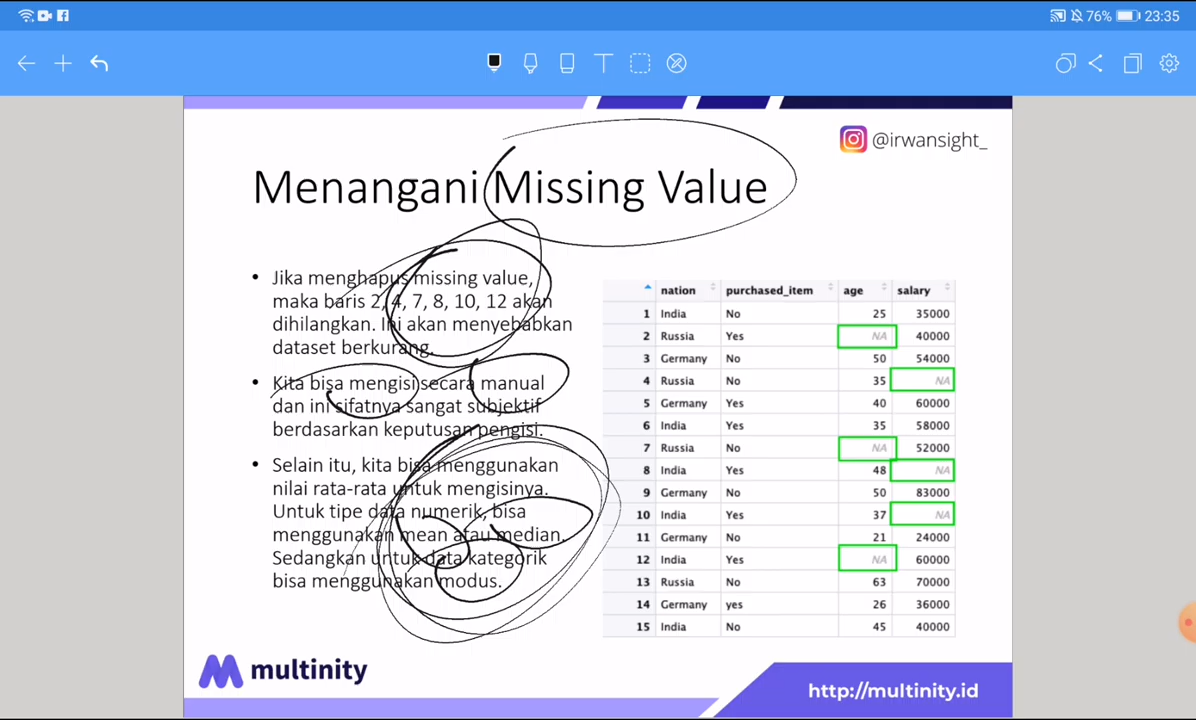 76% 23:35
@irwansight_
Menangani Missing Value
• Jika menghapus missing value,
maka baris 2, 4, 7, 8, 10, 12 akan
dihilangkan. Ini akan menyebabkan
dataset berkurang.
• Kita bisa mengisi secara manual
dan ini sifatnya sangat subjektif
berdasarkan keputusan pengisi.
• Selain itu, kita bisa menggunakan
nilai rata-rata untuk mengisinya.
Untuk tipe data numerik, bisa
menggunakan mean atau median.
Sedangkan untuk data kategorik
bisa menggunakan modus.
nation purchased_item age salary
1 India No 25 35000
2 Russia Yes NA 40000
3 Germany No 50 54000
4 Russia No 35 NA
5 Germany Yes 40 60000
6 India Yes 35 58000
7 Russia No NA 52000
8 India Yes 48 NA
9 Germany No 50 83000
10 India Yes 37 NA
11 Germany No 21 24000
12 India Yes NA 60000
13 Russia No 63 70000
14 Germany yes 26 36000
15 India No 45 40000
multinity
http://multinity.id